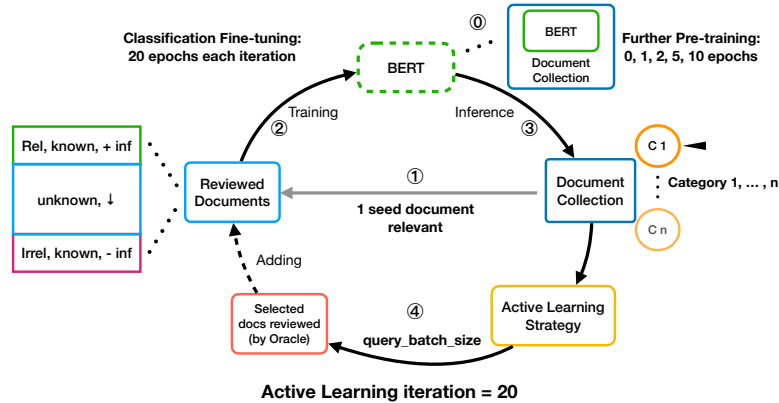 ⓪
Classification Fine-tuning:
20 epochs each iteration
BERT
BERT
Document
Collection
Further Pre-training:
0, 1, 2, 5, 10 epochs
Training
②
Inference
③
Rel, known, + inf
unknown, ↓
Irrel, known, - inf
Reviewed
Documents
①
1 seed document
relevant
Document
Collection
C 1
Category 1, ... , n
C n
Adding
Selected
docs reviewed
(by Oracle)
④
query_batch_size
Active Learning
Strategy
Active Learning iteration = 20